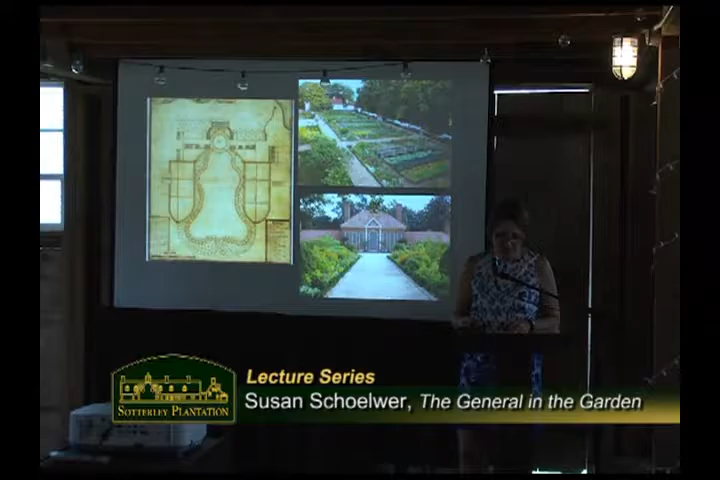 Lecture Series
SOTTERLEY PLANTATION
Susan Schoelwer, The General in the Garden